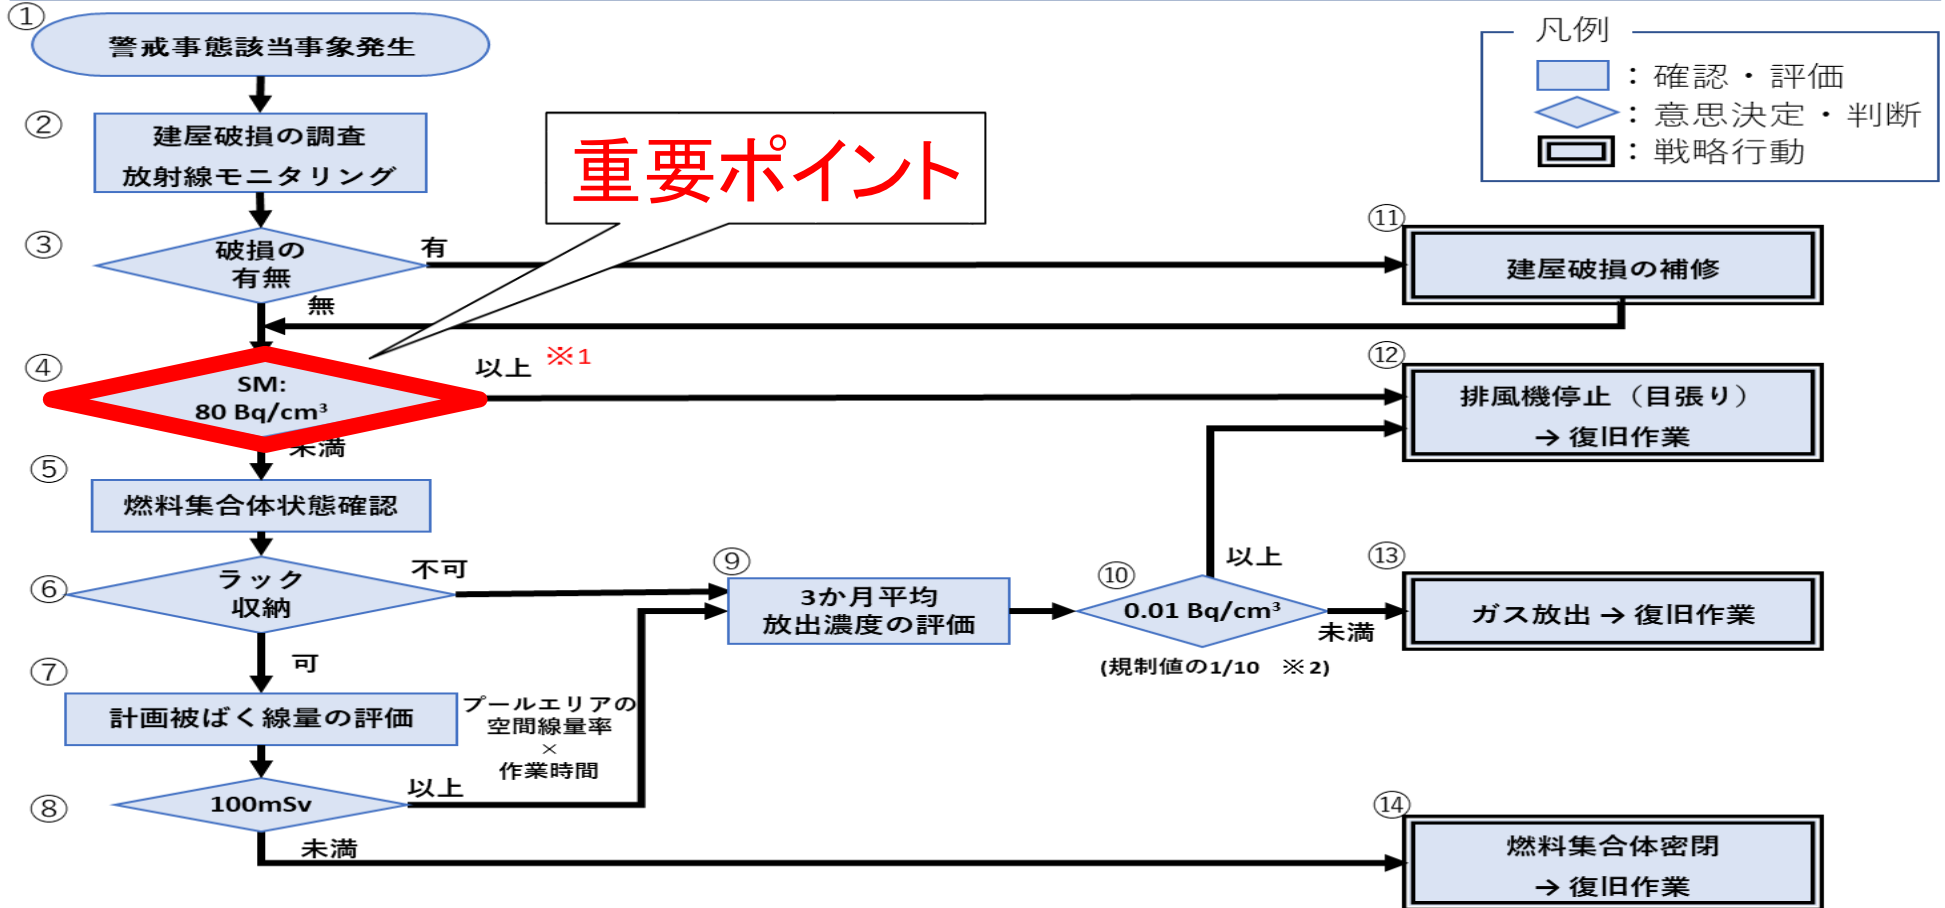 ①
警戒事態該当事象発生
凡例
：確認・評価
：意思決定・判断
：戦略行動
②
建屋破損の調査
放射線モニタリング
重要ポイント
③
破損の
有無
有
無
⑪
建屋破損の補修
④
SM:
80 Bq/cm³
以上 ※1
未満
⑫
排風機停止（目張り）
→ 復旧作業
⑤
燃料集合体状態確認
⑥
ラック
収納
不可
可
⑨
3か月平均
放出濃度の評価
⑩
0.01 Bq/cm³
以上
未満
(規制値の1/10 ※2)
⑬
ガス放出 → 復旧作業
⑦
計画被ばく線量の評価
プールエリアの
空間線量率
×
作業時間
⑧
100mSv
以上
未満
⑭
燃料集合体密閉
→ 復旧作業